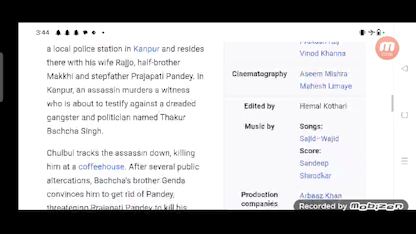 3:44
a local police station in Kanpur and resides
there with his wife Rajjo, half-brother
Makkhi and stepfather Prajapati Pandey. In
Kanpur, an assassin murders a witness
who is about to testify against a dreaded
gangster and politician named Thakur
Bachcha Singh.
Chulbul tracks the assassin down, killing
him at a coffeehouse. After several public
altercations, Bachcha's brother Genda
convinces him to get rid of Pandey,
threatening Prajapati Pandey to kill his
Vinod Khanna
Cinematography
Aseem Mishra
Mahesh Limaye
Edited by
Hemal Kothari
Music by
Songs:
Sajid-Wajid
Score:
Sandeep
Shirodkar
Production
companies
Arbaaz Khan
Recorded by Mobizen